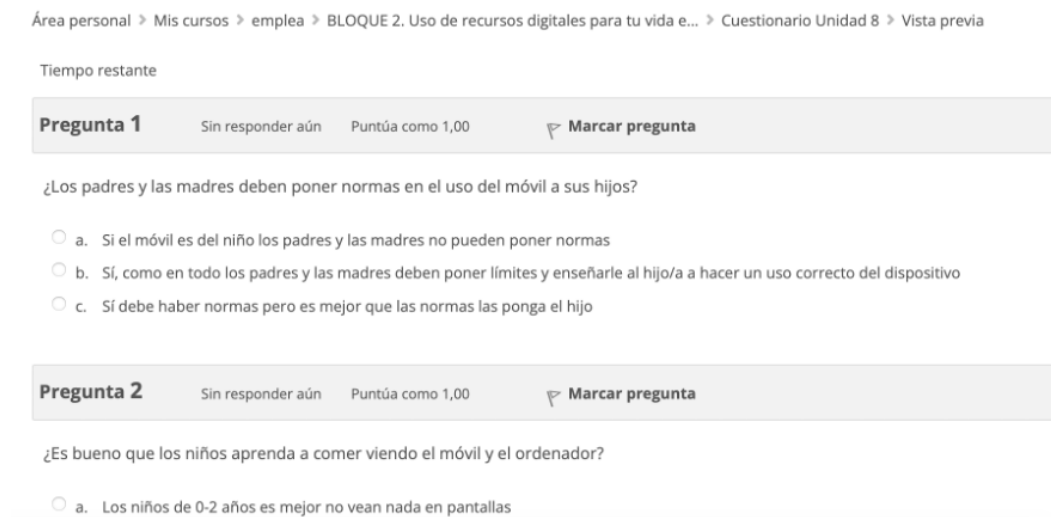 Área personal > Mis cursos > emplea > BLOQUE 2. Uso de recursos digitales para tu vida e... > Cuestionario Unidad 8 > Vista previa
Tiempo restante
Pregunta 1 Sin responder aún Puntúa como 1,00 Marcar pregunta
¿Los padres y las madres deben poner normas en el uso del móvil a sus hijos?
a. Si el móvil es del niño los padres y las madres no pueden poner normas
b. Sí, como en todo los padres y las madres deben poner límites y enseñarle al hijo/a a hacer un uso correcto del dispositivo
c. Sí debe haber normas pero es mejor que las normas las ponga el hijo
Pregunta 2 Sin responder aún Puntúa como 1,00 Marcar pregunta
¿Es bueno que los niños aprenda a comer viendo el móvil y el ordenador?
a. Los niños de 0-2 años es mejor no vean nada en pantallas